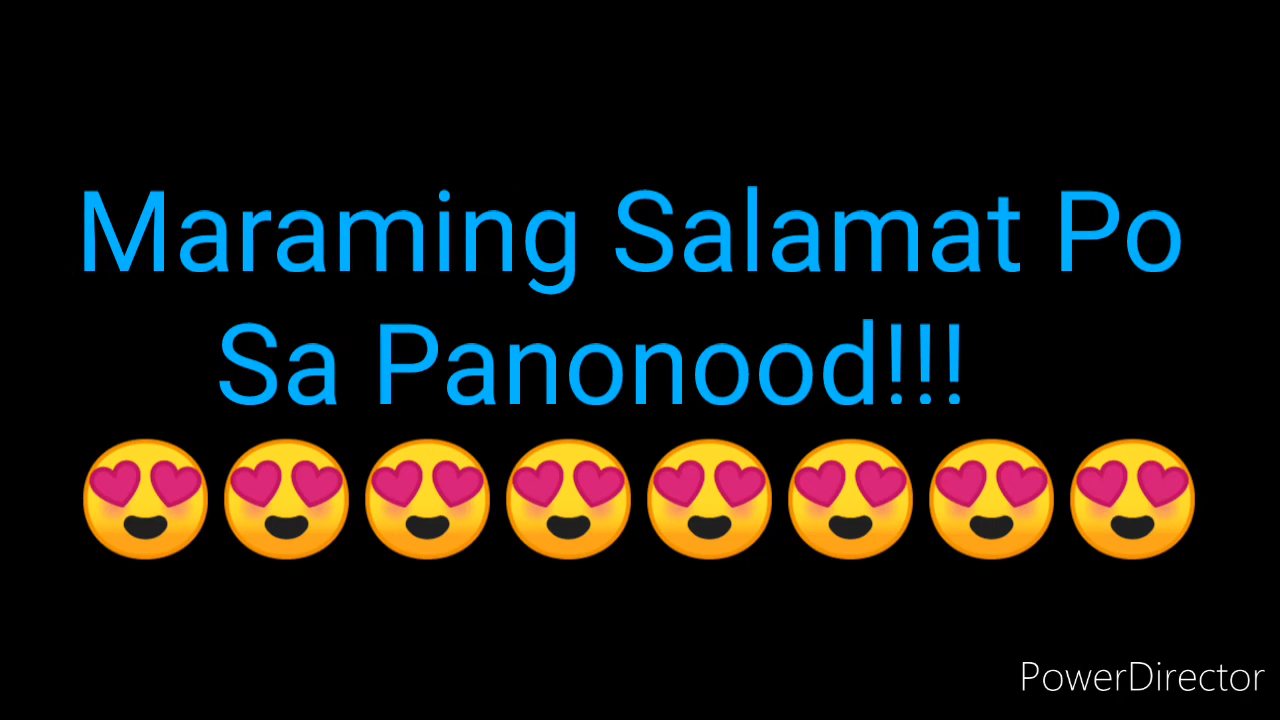 Maraming Salamat Po
Sa Panonood!!!
😍😍😍😍😍😍😍😍
PowerDirector